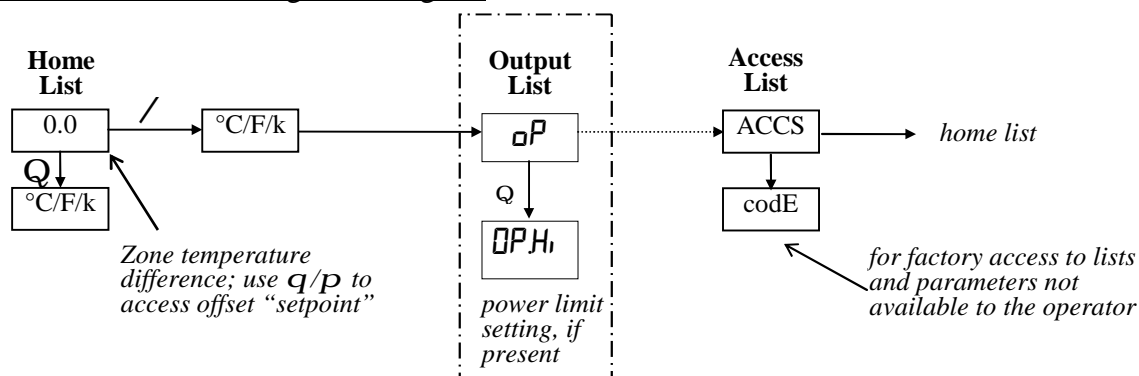 Home
List
0.0
/
°C/F/k
Q
°C/F/k
Zone temperature
difference; use q/p to
access offset “setpoint”
Output
List
oP
Q
OP.Hi
power limit
setting, if
present
Access
List
ACCS
home list
codE
for factory access to lists
and parameters not
available to the operator